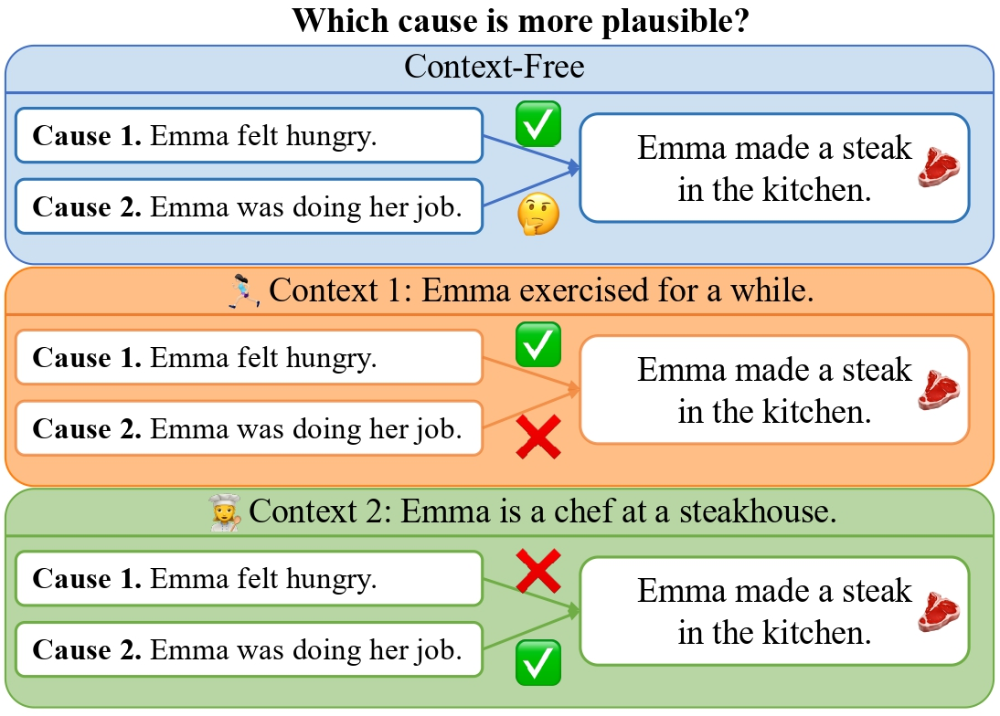 Which cause is more plausible?
Context-Free
Cause 1. Emma felt hungry.
Cause 2. Emma was doing her job.
Emma made a steak
in the kitchen.
Context 1: Emma exercised for a while.
Cause 1. Emma felt hungry.
Cause 2. Emma was doing her job.
Emma made a steak
in the kitchen.
Context 2: Emma is a chef at a steakhouse.
Cause 1. Emma felt hungry.
Cause 2. Emma was doing her job.
Emma made a steak
in the kitchen.